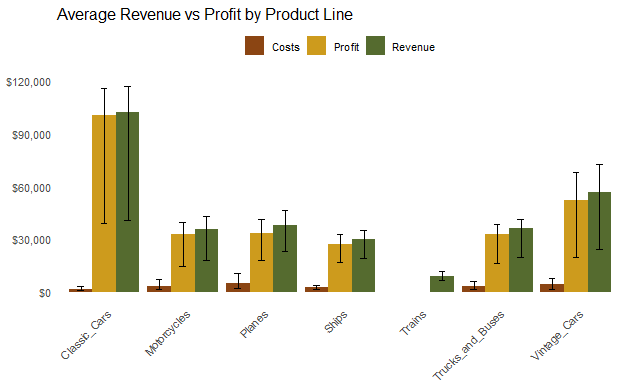 Average Revenue vs Profit by Product Line
Costs Profit Revenue
$120,000
$90,000
$60,000
$30,000
$0
Classic_Cars
Motorcycles
Planes
Ships
Trains
Trucks_and_Buses
Vintage_Cars